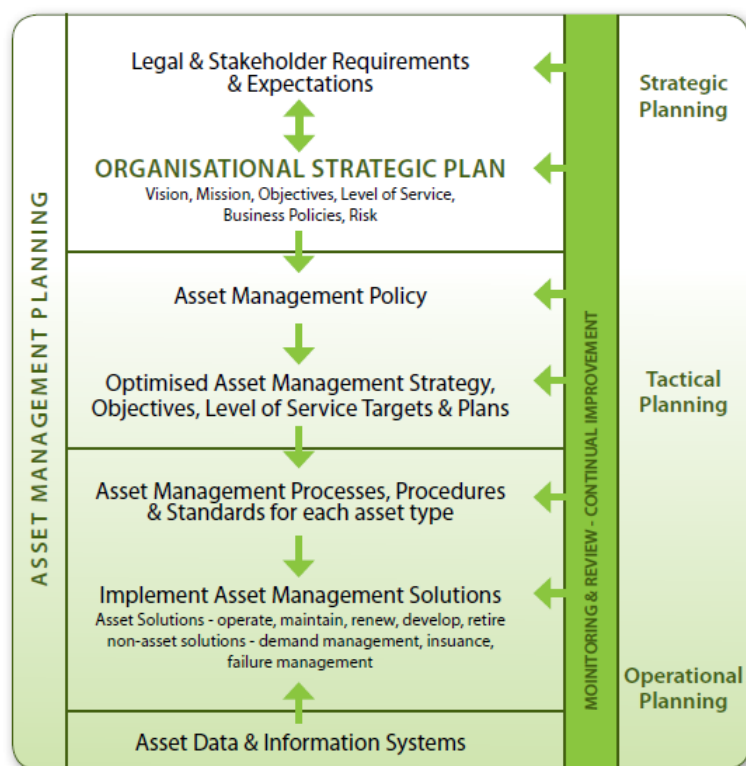 ASSET MANAGEMENT PLANNING
Legal & Stakeholder Requirements
& Expectations
ORGANISATIONAL STRATEGIC PLAN
Vision, Mission, Objectives, Level of Service,
Business Policies, Risk
Asset Management Policy
Optimised Asset Management Strategy,
Objectives, Level of Service Targets & Plans
Asset Management Processes, Procedures
& Standards for each asset type
Implement Asset Management Solutions
Asset Solutions - operate, maintain, renew, develop, retire
non-asset solutions - demand management, insuance,
failure management
Asset Data & Information Systems
MOINITORING & REVIEW - CONTINUAL IMPROVEMENT
Strategic
Planning
Tactical
Planning
Operational
Planning